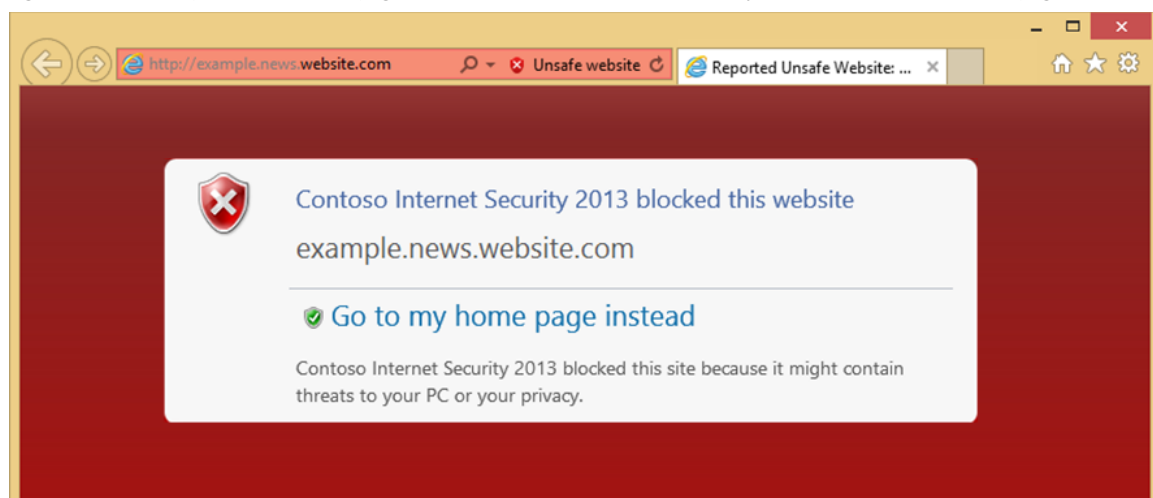 http://example.news.website.com
Unsafe website
Reported Unsafe Website: ...
Contoso Internet Security 2013 blocked this website
example.news.website.com
Go to my home page instead
Contoso Internet Security 2013 blocked this site because it might contain
threats to your PC or your privacy.